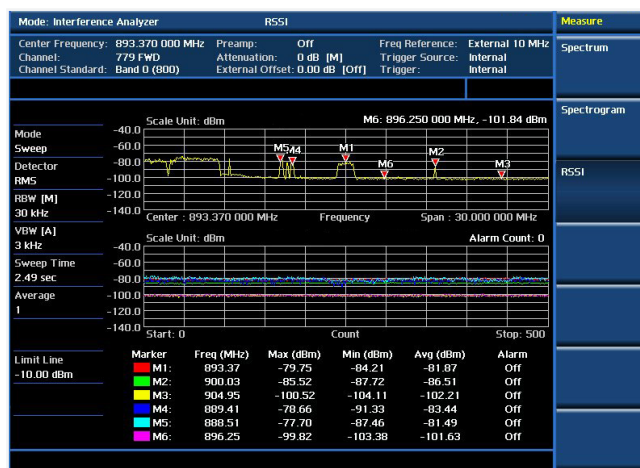 Mode: Interference Analyzer RSSI Measure
Center Frequency: 893.370 000 MHz Preamp: Off Freq Reference: External 10 MHz
Channel: 779 FWD Attenuation: 0 dB [M] Trigger Source: Internal
Channel Standard: Band 0 (800) External Offset: 0.00 dB [Off] Trigger: Internal
Spectrum
Spectrogram
RSSI
Mode
Sweep
Detector
RMS
RBW [M]
30 kHz
VBW [A]
3 kHz
Sweep Time
2.49 sec
Average
1
Limit Line
-10.00 dBm
Scale Unit: dBm M6: 896.250 000 MHz, -101.84 dBm
-40.0
-60.0
-80.0
-100.0
-120.0
-140.0
M5 M4 M1 M6 M2 M3
Center : 893.370 000 MHz Frequency Span : 30.000 000 MHz
Scale Unit: dBm Alarm Count: 0
-40.0
-60.0
-80.0
-100.0
-120.0
-140.0
Start: 0 Count Stop: 500
Marker Freq (MHz) Max (dBm) Min (dBm) Avg (dBm) Alarm
M1: 893.37 -79.75 -84.21 -81.87 Off
M2: 900.03 -85.52 -87.72 -86.51 Off
M3: 904.95 -100.52 -104.11 -102.21 Off
M4: 889.41 -78.66 -91.33 -83.44 Off
M5: 888.51 -77.70 -87.46 -81.49 Off
M6: 896.25 -99.82 -103.38 -101.63 Off